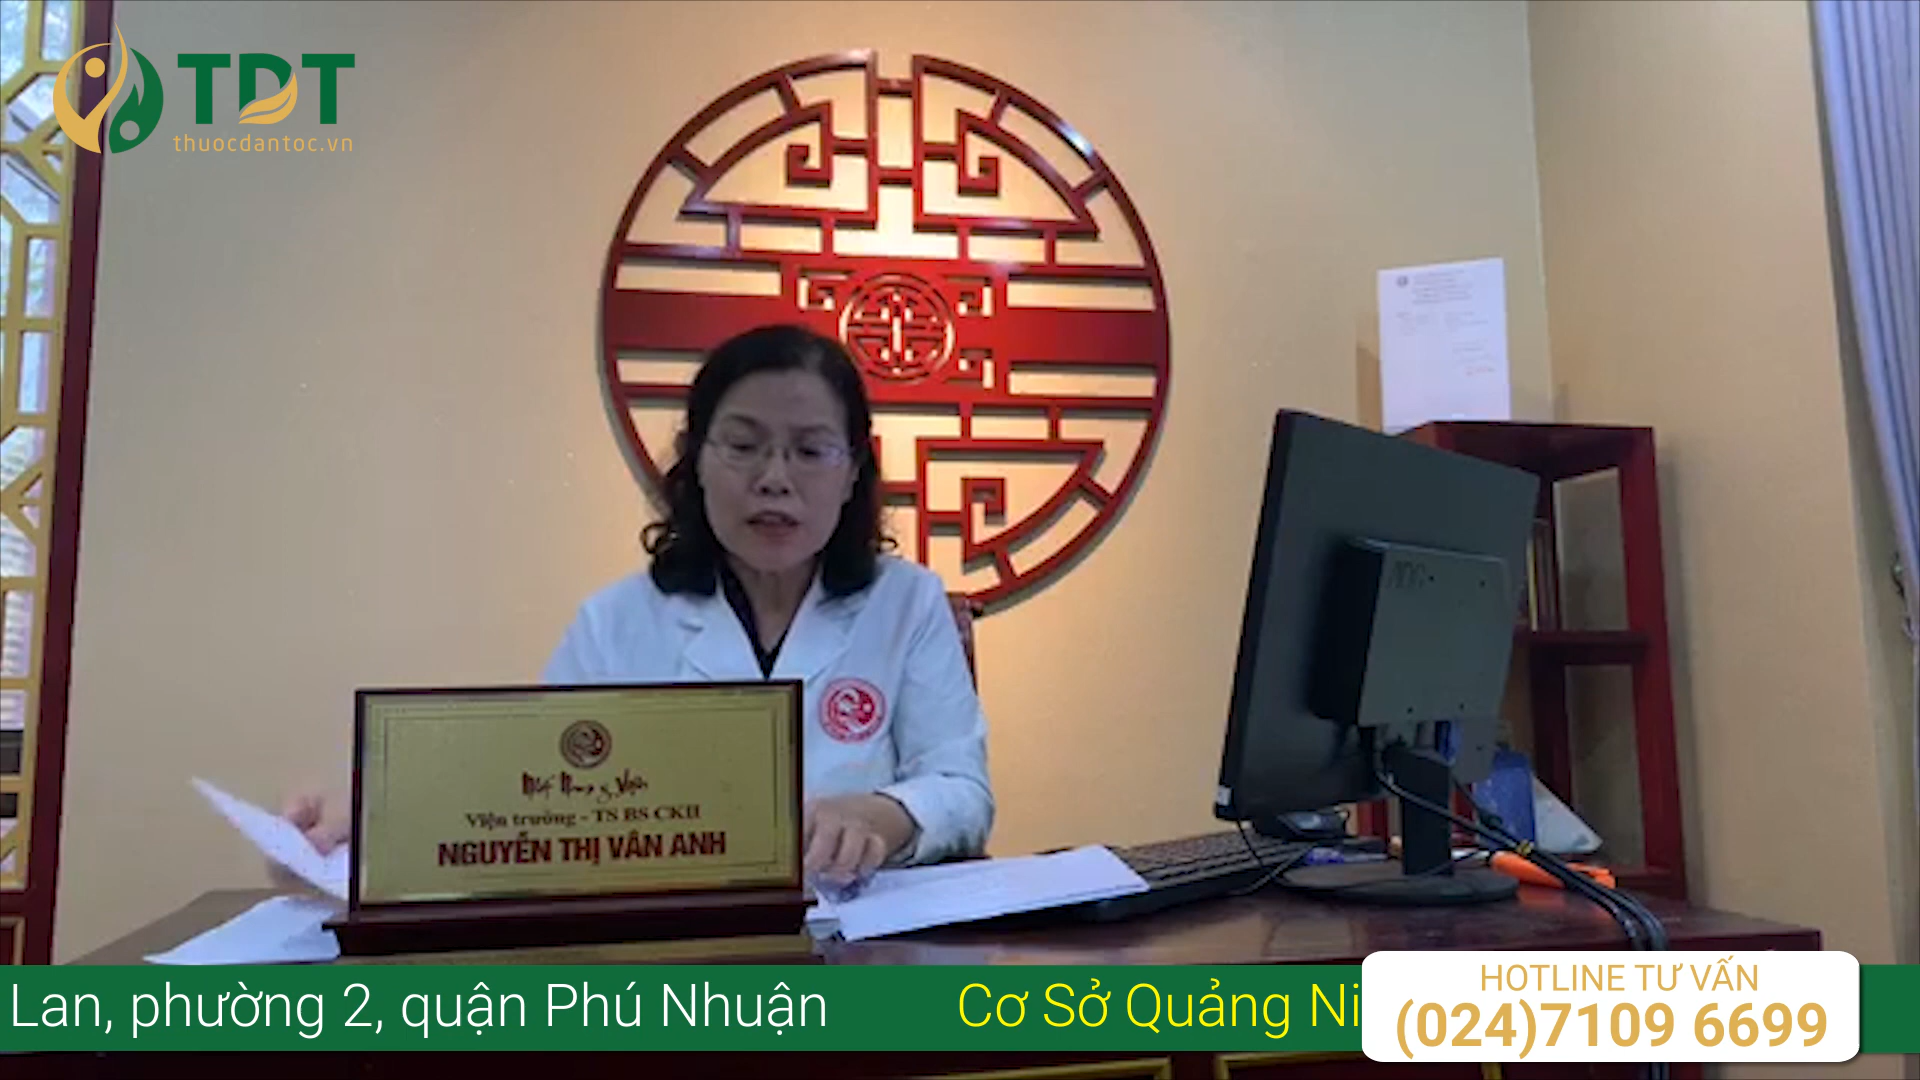 TDT
thuocdantoc.vn
Viện trưởng - TS BS CKII
NGUYỄN THỊ VÂN ANH
Lan, phường 2, quận Phú Nhuận
Cơ Sở Quảng Ni
HOTLINE TƯ VẤN
(024)7109 6699